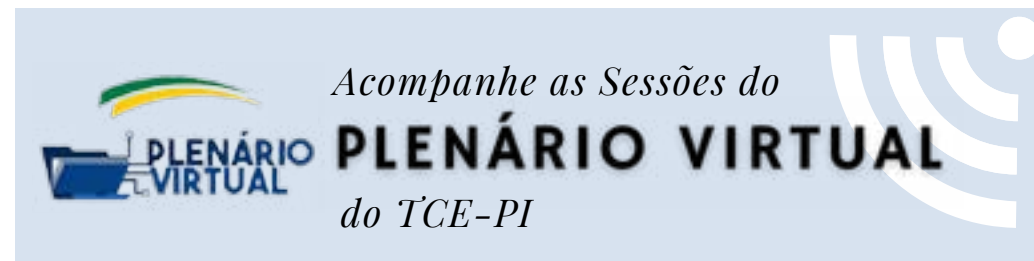 PLENÁRIO
VIRTUAL
Acompanhe as Sessões do
PLENÁRIO VIRTUAL
do TCE-PI